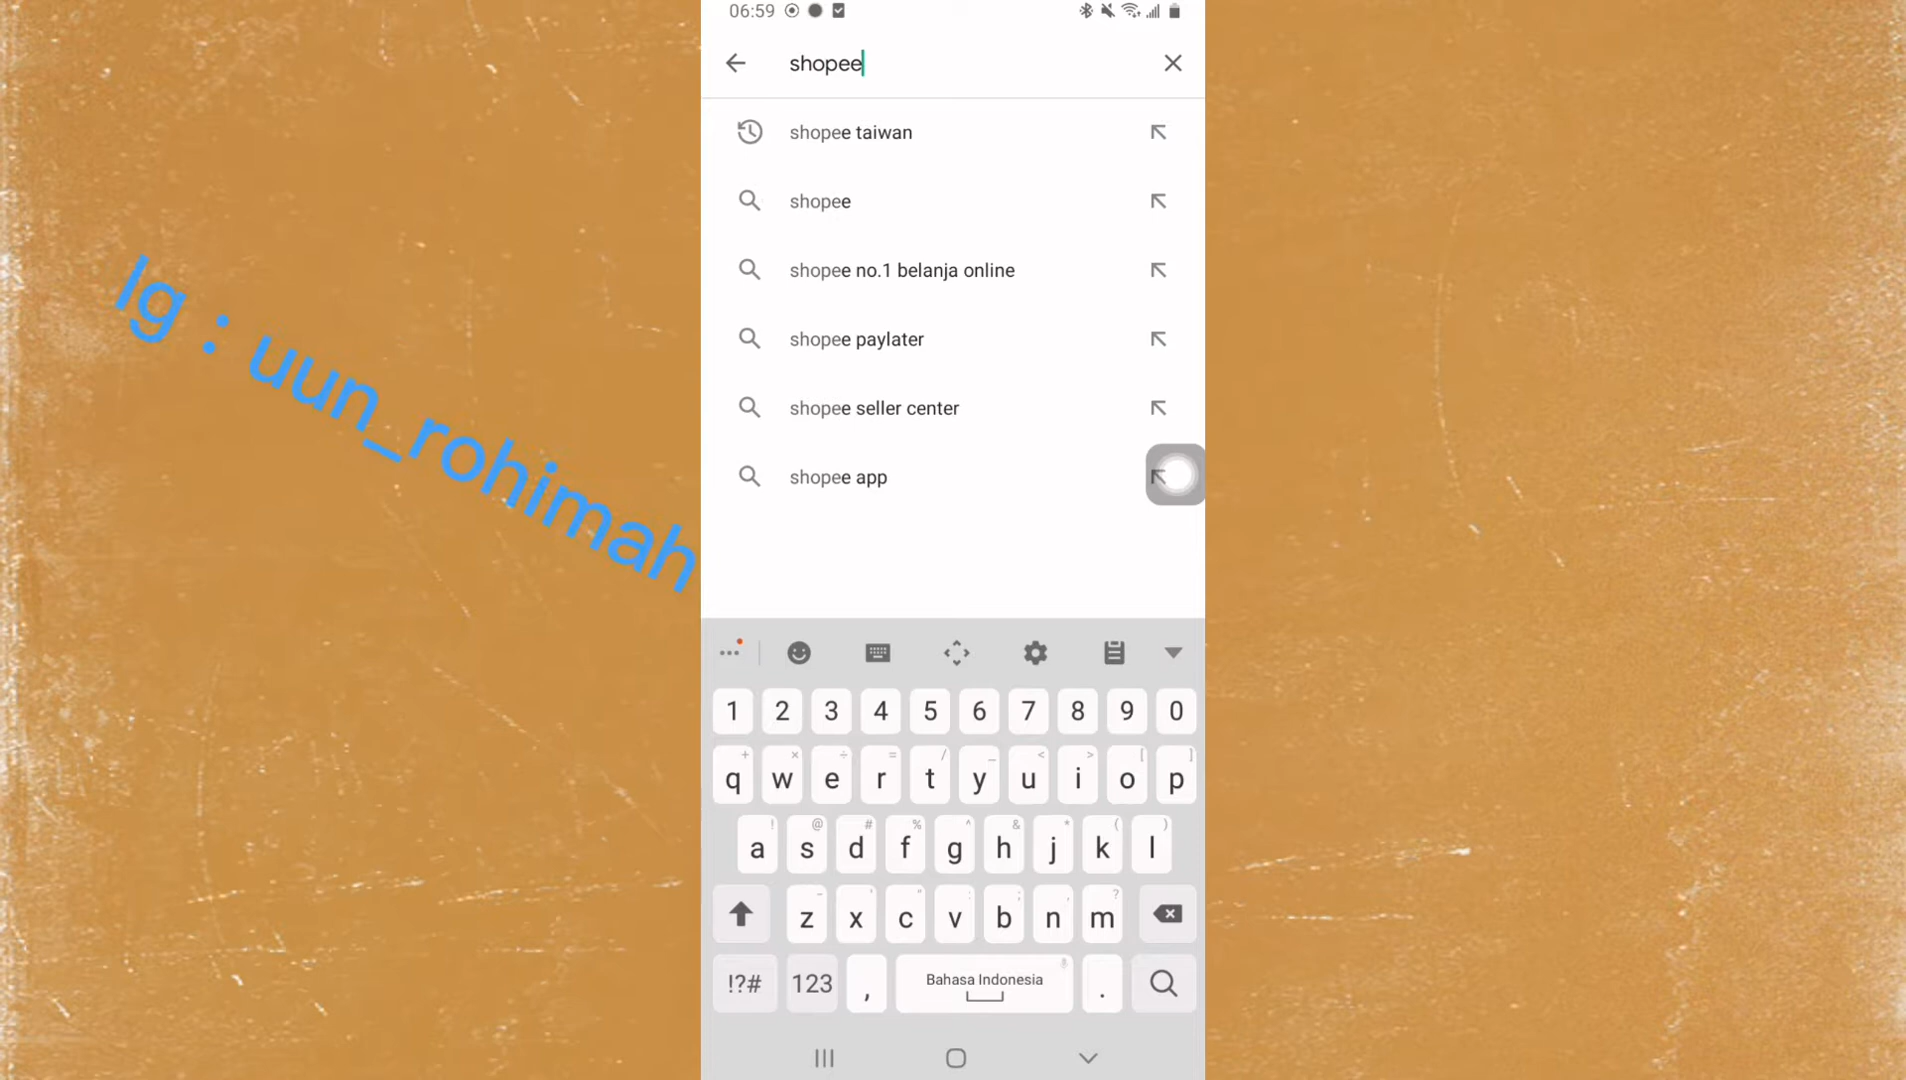 06:59
shopee
shopee taiwan
shopee
shopee no.1 belanja online
shopee paylater
shopee seller center
shopee app
Ig : uun_rohimah
1 2 3 4 5 6 7 8 9 0
+ × ÷ = / _ < > [ ]
q w e r t y u i o p
! @ # % ^ & * ( )
a s d f g h j k l
- ' " : ; , ?
z x c v b n m
!?# 123 , Bahasa Indonesia .